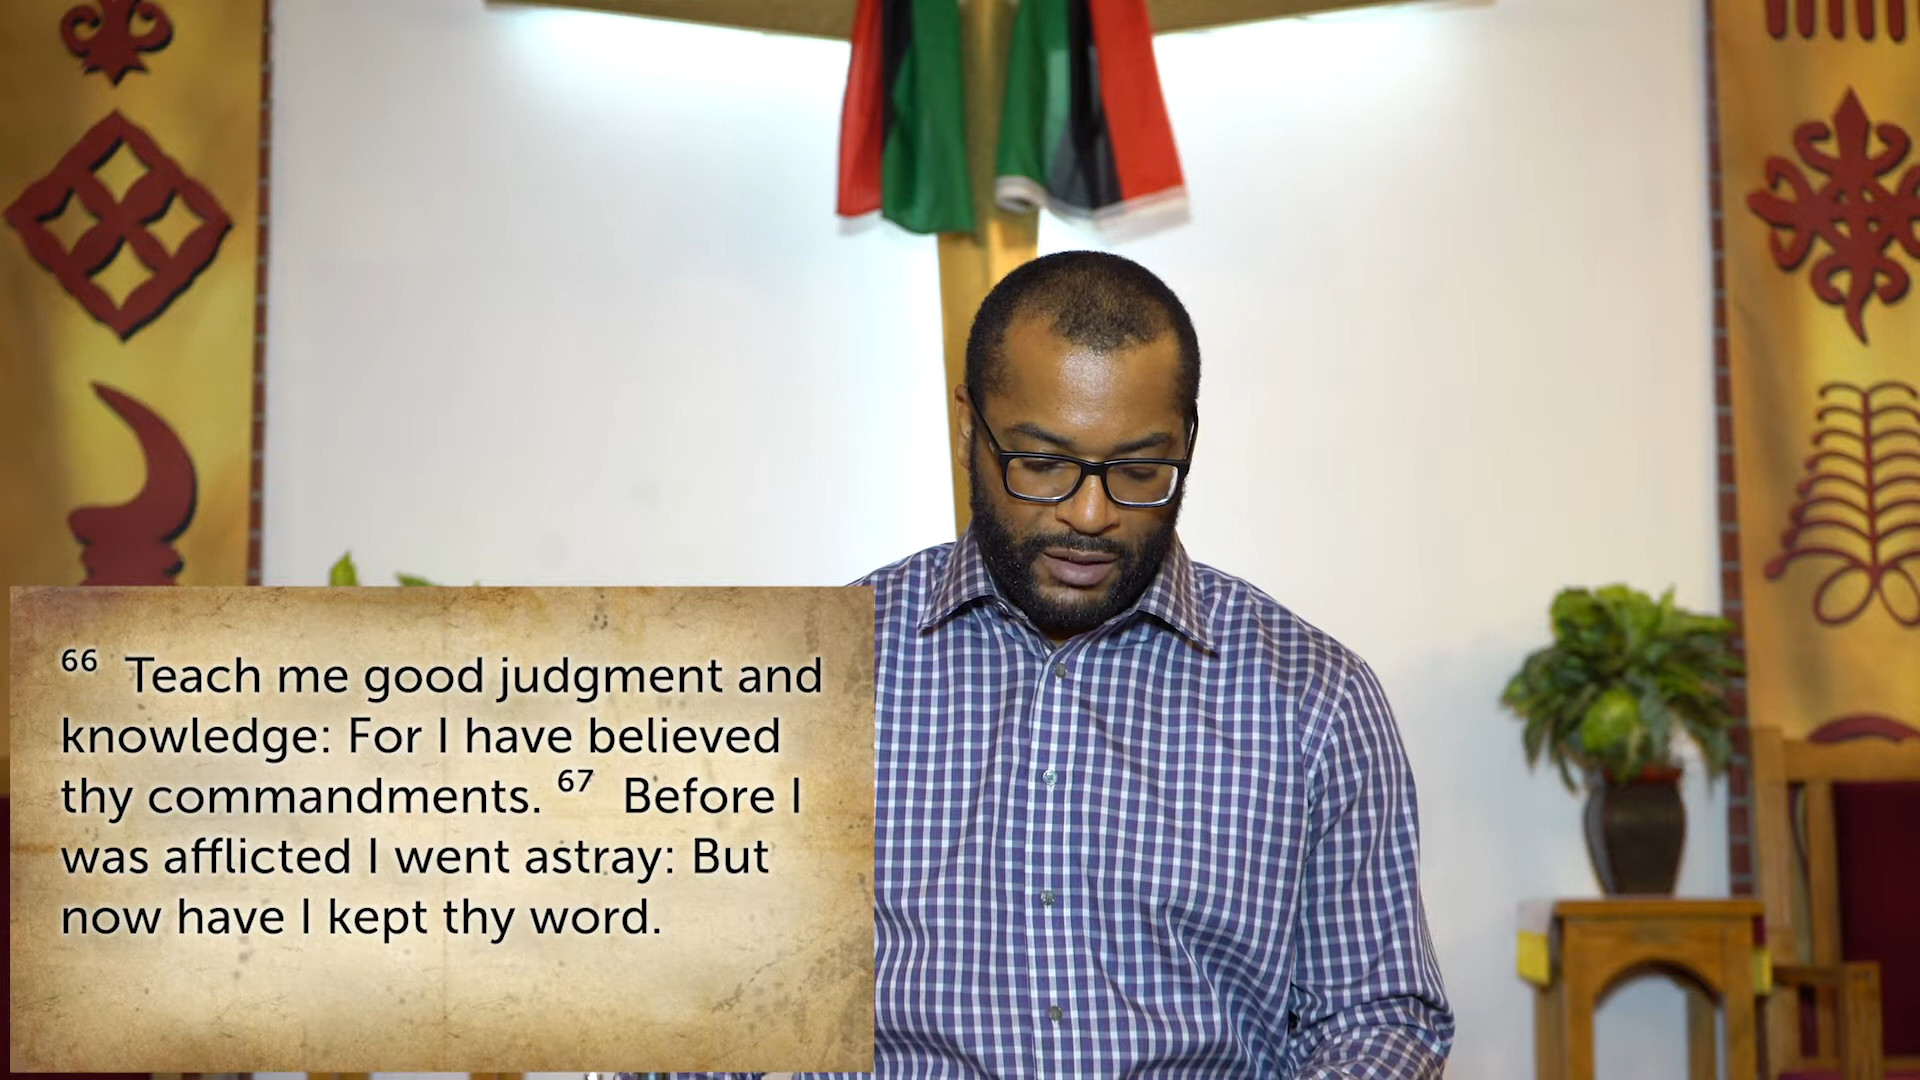 66 Teach me good judgment and
knowledge: For I have believed
thy commandments. 67 Before I
was afflicted I went astray: But
now have I kept thy word.